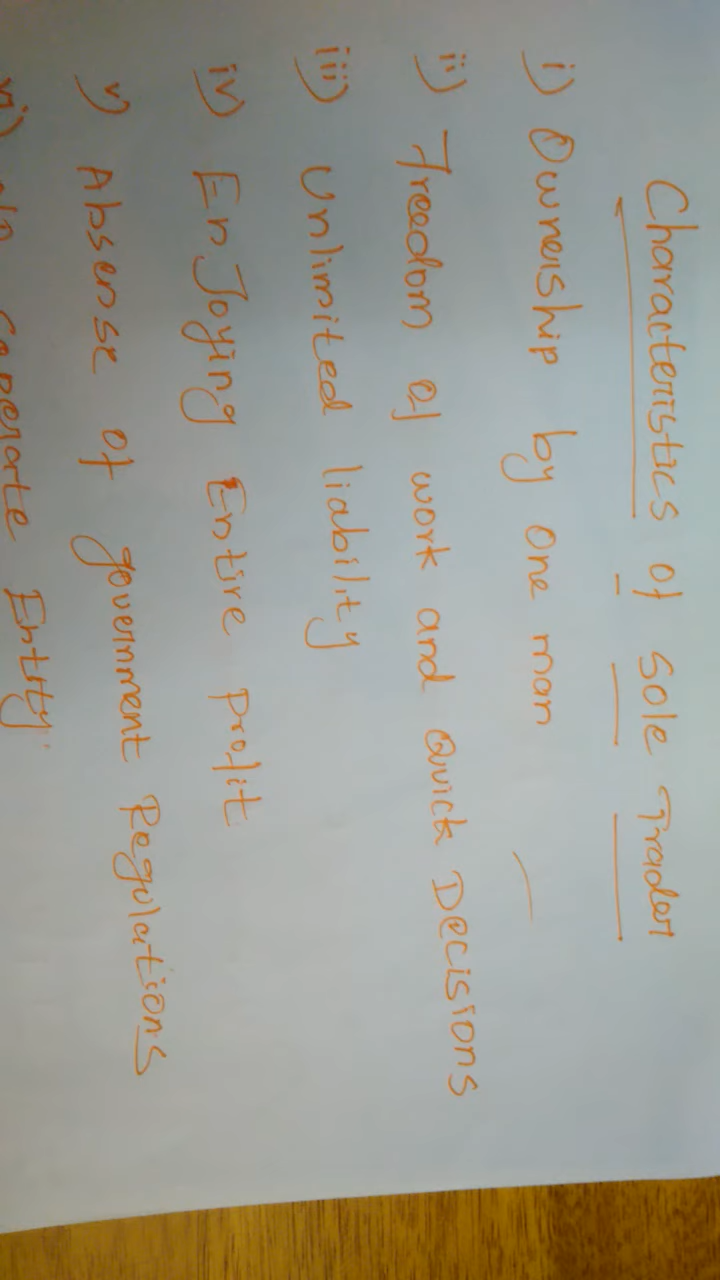 Characteristics of Sole Trader
i) Ownership by one man
ii) Freedom of work and Quick Decisions
iii) Unlimited liability
iv) EnJoying Entire profit
v) Absense of government Regulations
vi) No Seperate Entity.